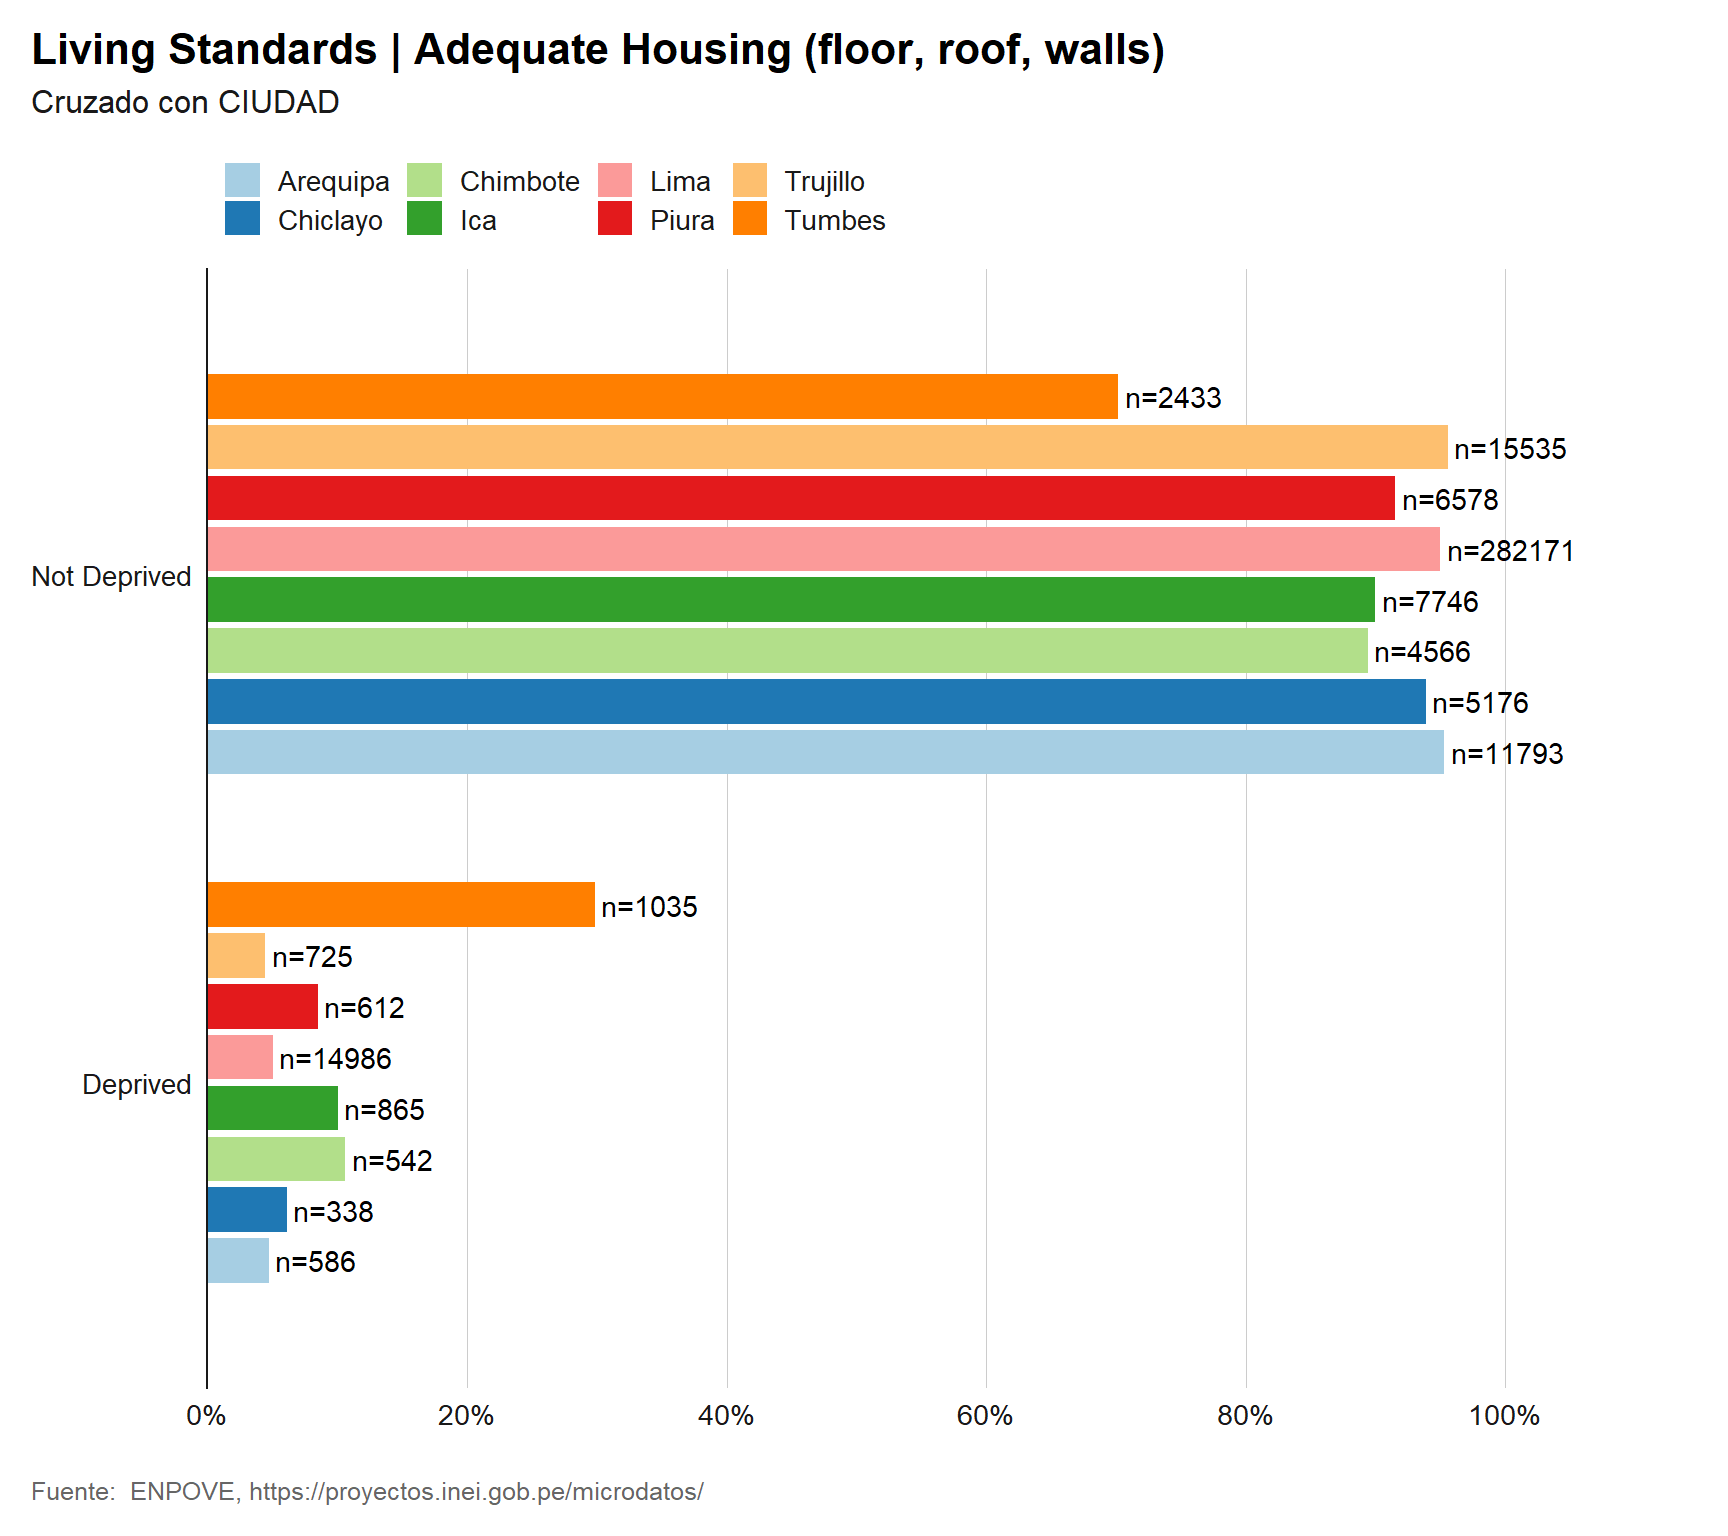 Living Standards | Adequate Housing (floor, roof, walls)
Cruzado con CIUDAD
Arequipa Chimbote Lima Trujillo
Chiclayo Ica Piura Tumbes
n=2433
n=15535
n=6578
n=282171
Not Deprived
n=7746
n=4566
n=5176
n=11793
n=1035
n=725
n=612
n=14986
Deprived
n=865
n=542
n=338
n=586
0% 20% 40% 60% 80% 100%
Fuente: ENPOVE, https://proyectos.inei.gob.pe/microdatos/